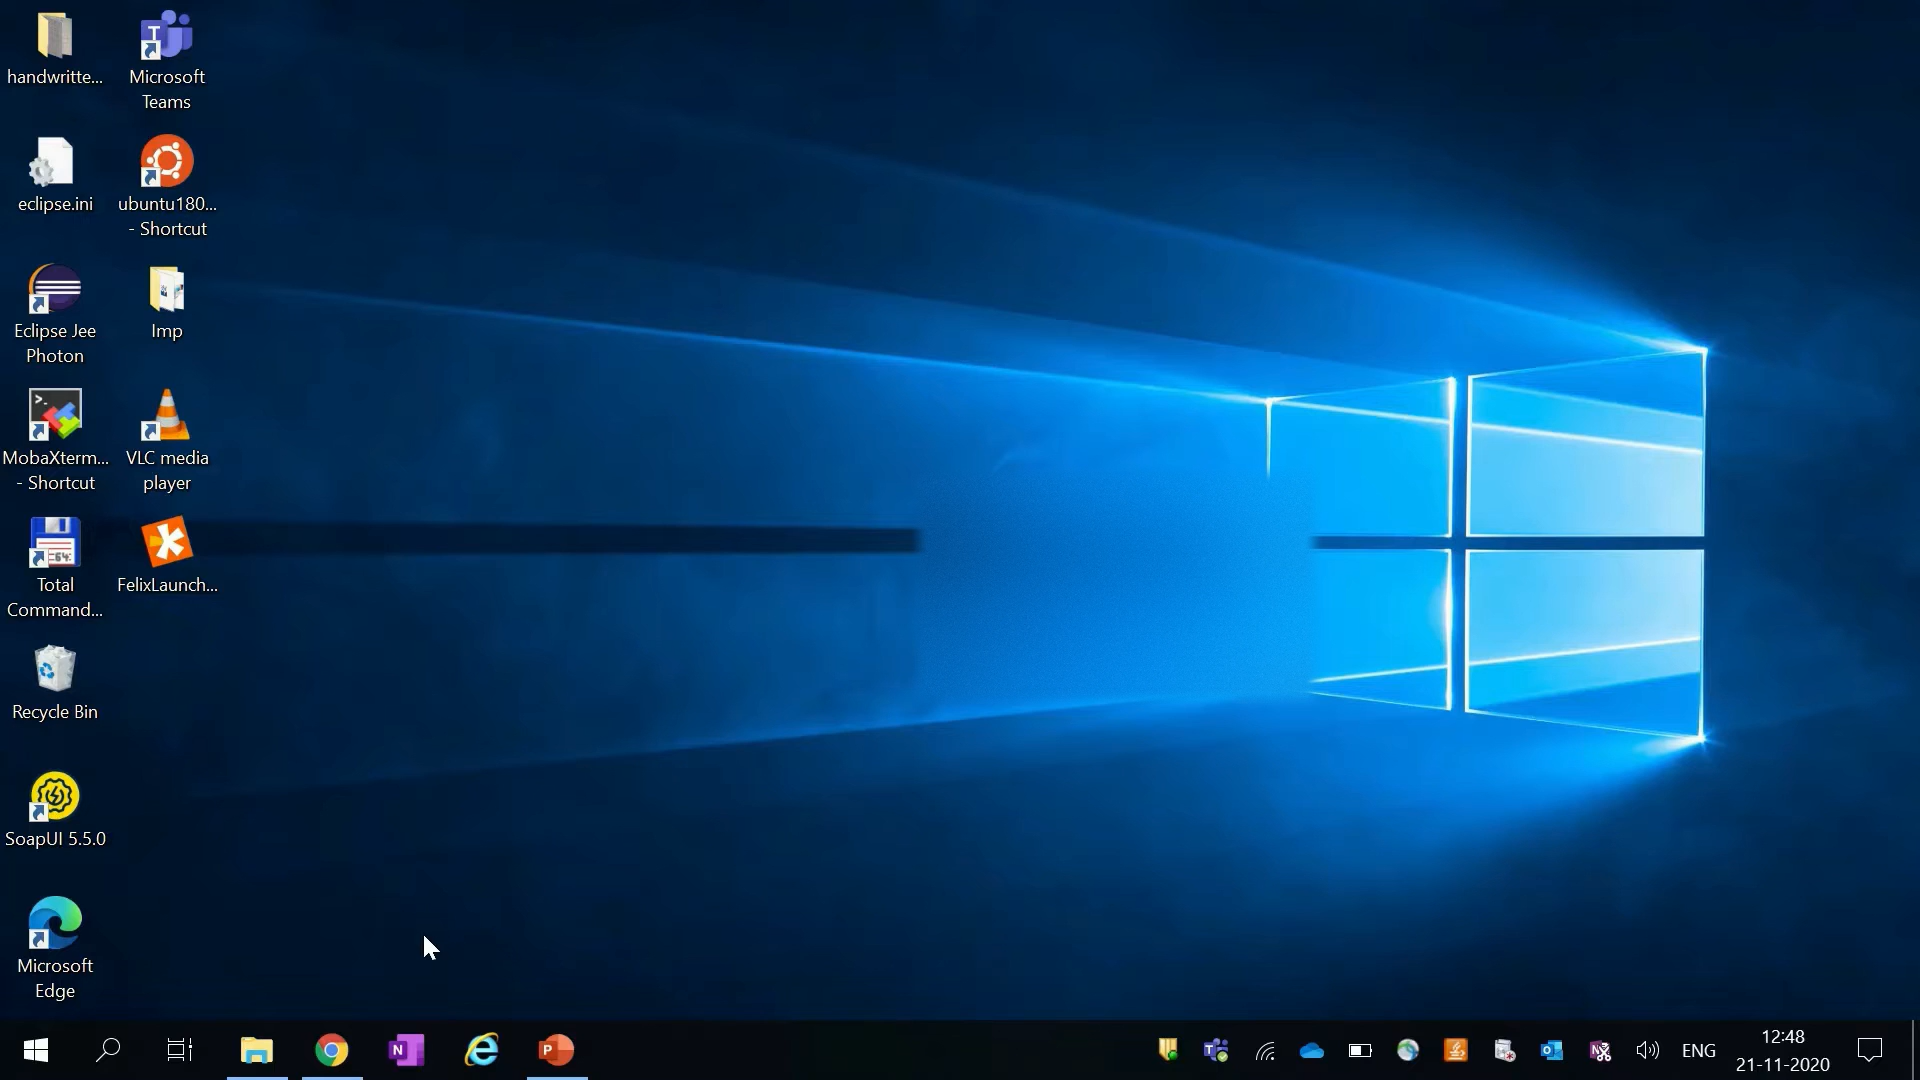 handwritte...
Microsoft
Teams
eclipse.ini
ubuntu180...
- Shortcut
Eclipse Jee
Photon
Imp
MobaXterm...
- Shortcut
VLC media
player
Total
Command...
FelixLaunch...
Recycle Bin
SoapUI 5.5.0
Microsoft
Edge
ENG
12:48
21-11-2020